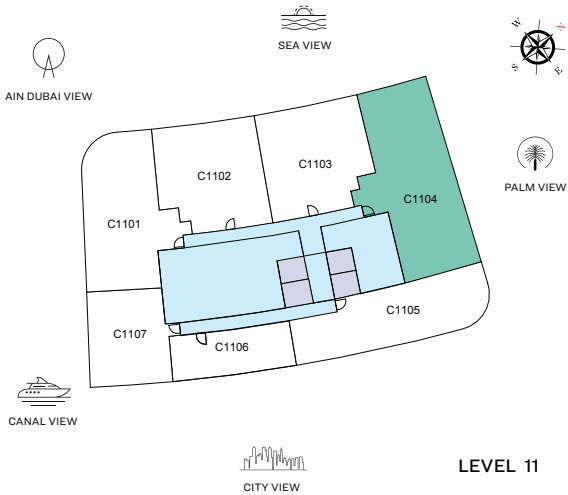 SEA VIEW
W
N
S
E
AIN DUBAI VIEW
PALM VIEW
C1103
C1102
C1104
C1101
C1105
C1107
C1106
CANAL VIEW
LEVEL 11
CITY VIEW